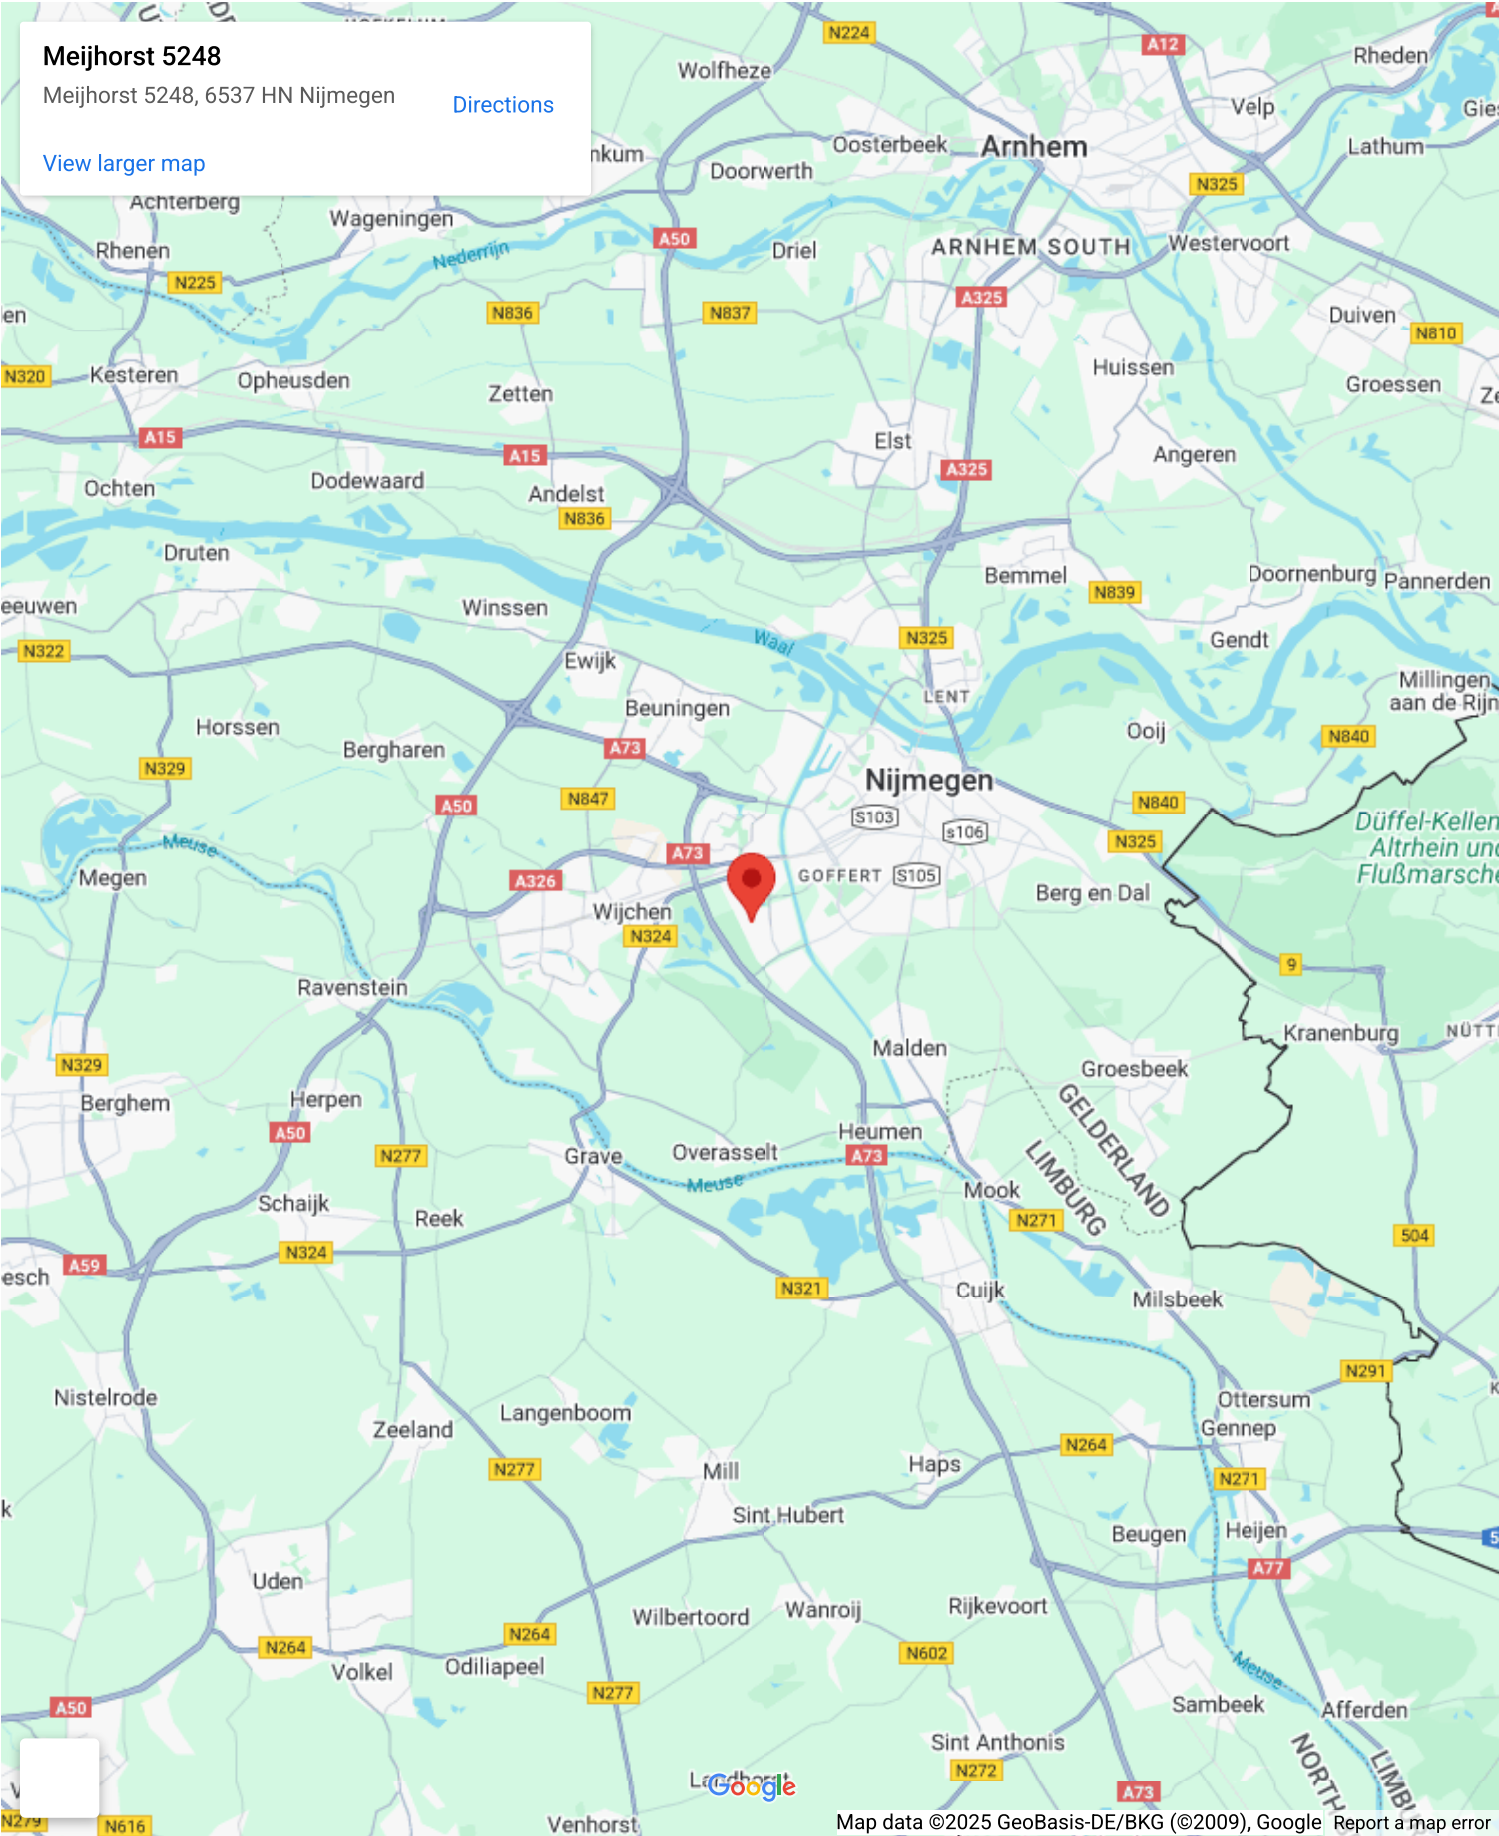 Meijhorst 5248
Meijhorst 5248, 6537 HN Nijmegen
Directions
View larger map
N224
A12
Rheden
Wolfheze
Velp
Oosterbeek
Arnhem
Lathum
nkum
Doorwerth
N325
Achterberg
Wageningen
Rhenen
Nederrijn
A50
Driel
ARNHEM SOUTH
Westervoort
N225
A325
N836
N837
Duiven
N810
en
N320
Kesteren
Opheusden
Zetten
Huissen
Groessen
A15
A15
Elst
A325
Angeren
Ochten
Dodewaard
Andelst
N836
Druten
Bemmel
Doornenburg
Pannerden
N839
eeuwen
Winssen
N322
Waal
N325
Gendt
Ewijk
Millingen
aan de Rijn
LENT
Beuningen
Horssen
Bergharen
A73
Ooij
N840
N329
Nijmegen
A50
N847
S103
s106
N840
N325
Düffel-Kellen
Altrhein und
Flußmarsche
Meuse
A73
Megen
A326
GOFFERT
S105
Berg en Dal
Wijchen
N324
9
Ravenstein
Kranenburg
NÜTT
Malden
Groesbeek
N329
Berghem
Herpen
GELDERLAND
LIMBURG
A50
Heumen
N277
Grave
Overasselt
A73
Meuse
Mook
Schaijk
Reek
N271
504
N324
A59
esch
N321
Cuijk
Milsbeek
N291
Nistelrode
Ottersum
Langenboom
Zeeland
Gennep
N264
N277
Mill
Haps
N271
k
Sint Hubert
Beugen
Heijen
A77
Uden
Wilbertoord
Wanroij
Rijkevoort
N264
N264
N602
Volkel
Odiliapeel
Meuse
N277
A50
Sambeek
Afferden
Sint Anthonis
N272
NORTH
LIMBU
Landhorst
Google
A73
N279
N616
Venhorst
Map data ©2025 GeoBasis-DE/BKG (©2009), Google
Report a map error